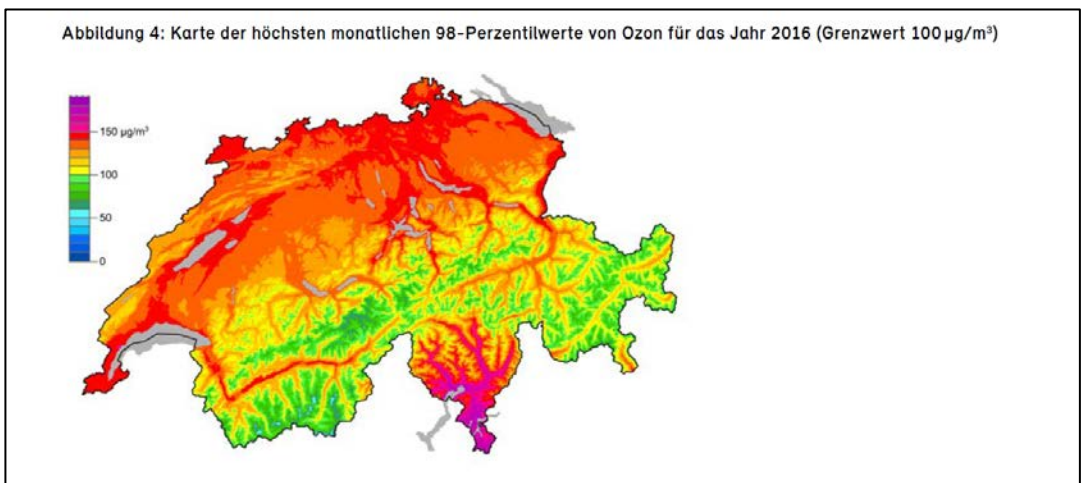 Abbildung 4: Karte der höchsten monatlichen 98-Perzentilwerte von Ozon für das Jahr 2016 (Grenzwert 100 µg/m³)
150 µg/m³
100
50
0